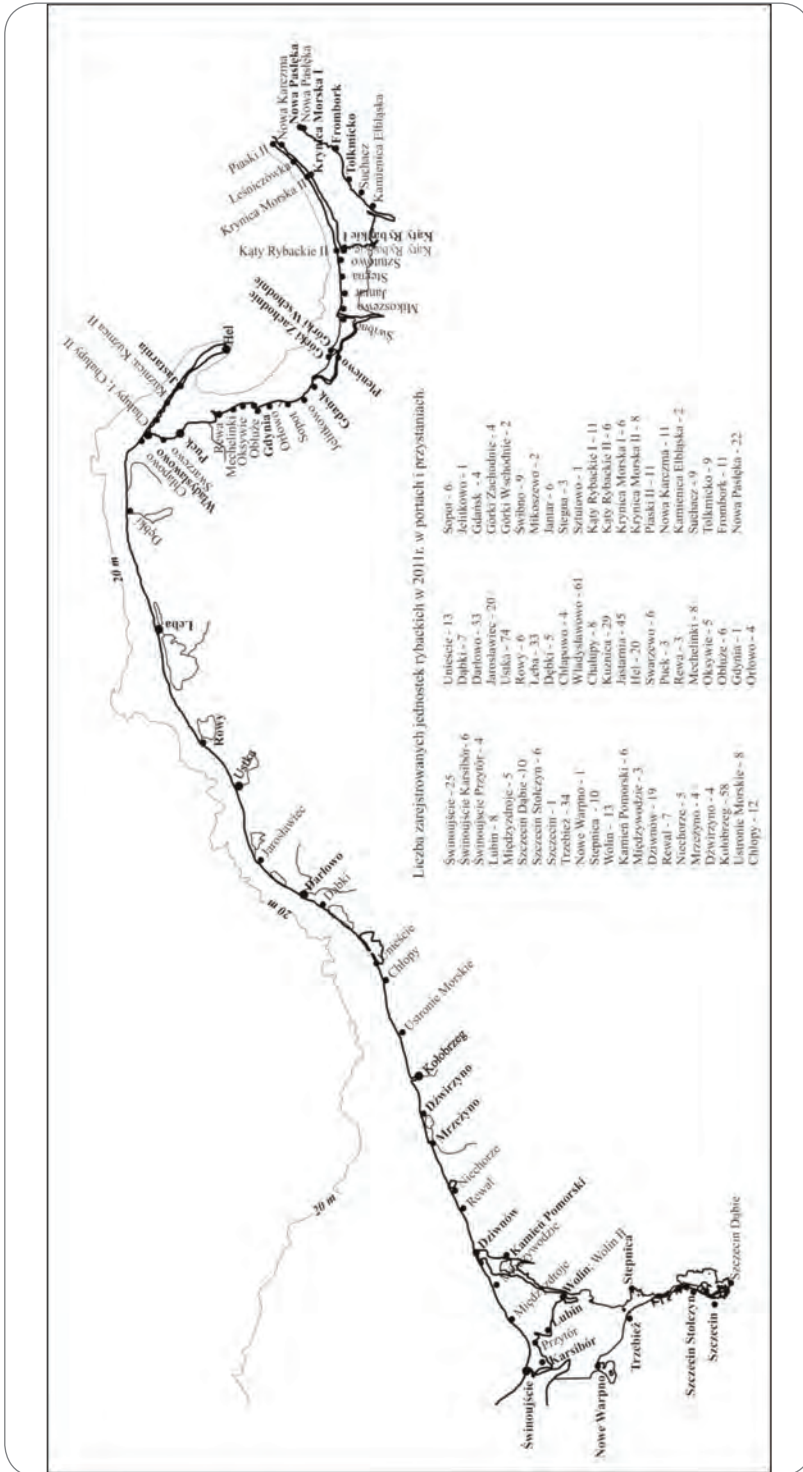 Świnoujście
Karsibór
Przytór
Lubin
Międzyzdroje
Nowe Warpno
Trzebież
Stepnica
Szczecin Stołczyn
Szczecin
Szczecin Dąbie
Wolin; Wolin II
Kamień Pomorski
Dziwnów
Rewal
Niechorze
Mrzeżyno
Dźwirzyno
Kołobrzeg
Ustronie Morskie
Chłopy
Unieście
Dąbki
Darłowo
Jarosławiec
Ustka
Rowy
Łeba
Dębki
20 m
20 m
20 m
Chłapowo
Władysławowo
Swarzewo
Puck
Chałupy I, Chałupy II
Kuźnica, Kuźnica II
Jastarnia
Hel
Rewa
Mechelinki
Oksywie
Obłuże
Gdynia
Orłowo
Sopot
Jelitkowo
Gdańsk
Pleniewo
Górki Zachodnie
Górki Wschodnie
Świbno
Mikoszewo
Jantar
Stegna
Sztutowo
Kąty Rybackie
Kąty Rybackie I
Kąty Rybackie II
Krynica Morska II
Leśniczówka
Piaski II
Nowa Karczma
Nowa Pasłęka
Nowa Pasłęka
Krynica Morska I
Frombork
Tolkmicko
Suchacz
Kamienica Elbląska
Liczba zarejstrowanych jednostek rybackich w 2011r. w portach i przystaniach.
Świnoujście - 25
Świnoujście Karsibór- 6
Świnoujście Przytór - 4
Lubin - 8
Międzyzdroje - 5
Szczecin Dąbie -10
Szczecin Stołczyn - 6
Szczecin - 1
Trzebież - 34
Nowe Warpno - 1
Stepnica - 10
Wolin - 13
Kamień Pomorski - 6
Międzywodzie - 3
Dziwnów - 19
Rewal - 7
Niechorze - 5
Mrzeżyno - 4
Dźwirzyno - 4
Kołobrzeg - 58
Ustronie Morskie - 8
Chłopy - 12
Unieście - 13
Dąbki - 7
Darłowo - 33
Jarosławiec - 20
Ustka - 74
Rowy - 6
Łeba - 33
Dębki - 5
Chłapowo - 4
Władysławowo - 61
Chałupy - 8
Kuźnica - 29
Jastarnia - 45
Hel - 20
Swarzewo - 6
Puck - 3
Rewa - 3
Mechelinki - 8
Oksywie - 5
Obłuże - 6
Gdynia - 1
Orłowo - 4
Sopot - 6
Jelitkowo - 1
Gdańsk - 4
Górki Zachodnie - 4
Górki Wschodnie - 2
Świbno - 9
Mikoszewo - 2
Jantar - 6
Stegna - 3
Sztutowo - 1
Kąty Rybackie I - 11
Kąty Rybackie II - 6
Krynica Morska I - 6
Krynica Morska II - 8
Piaski II - 11
Nowa Karczma - 11
Kamienica Elbląska - 2
Suchacz - 9
Tolkmicko - 9
Frombork - 11
Nowa Pasłęka - 22